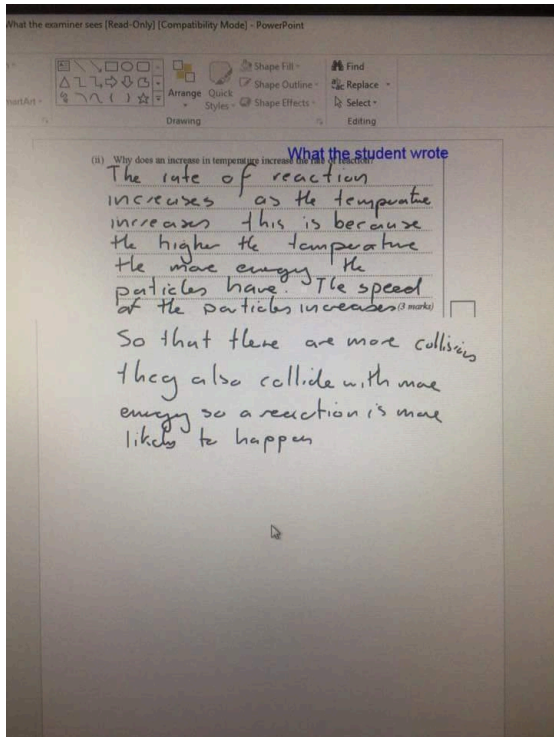 What the examiner sees [Read-Only] [Compatibility Mode] - PowerPoint
Shape Fill
Find
Shape Outline
Replace
martArt
Arrange
Quick
Styles
Shape Effects
Select
Drawing
Editing
What the student wrote
(ii) Why does an increase in temperature increase the rate of reaction?
The rate of reaction
increases as the temperature
increases this is because
the higher the temperature
the more energy the
particles have. The speed
of the particles increases (3 marks)
So that there are more collisions
they also collide with more
energy so a reaction is more
likely to happen